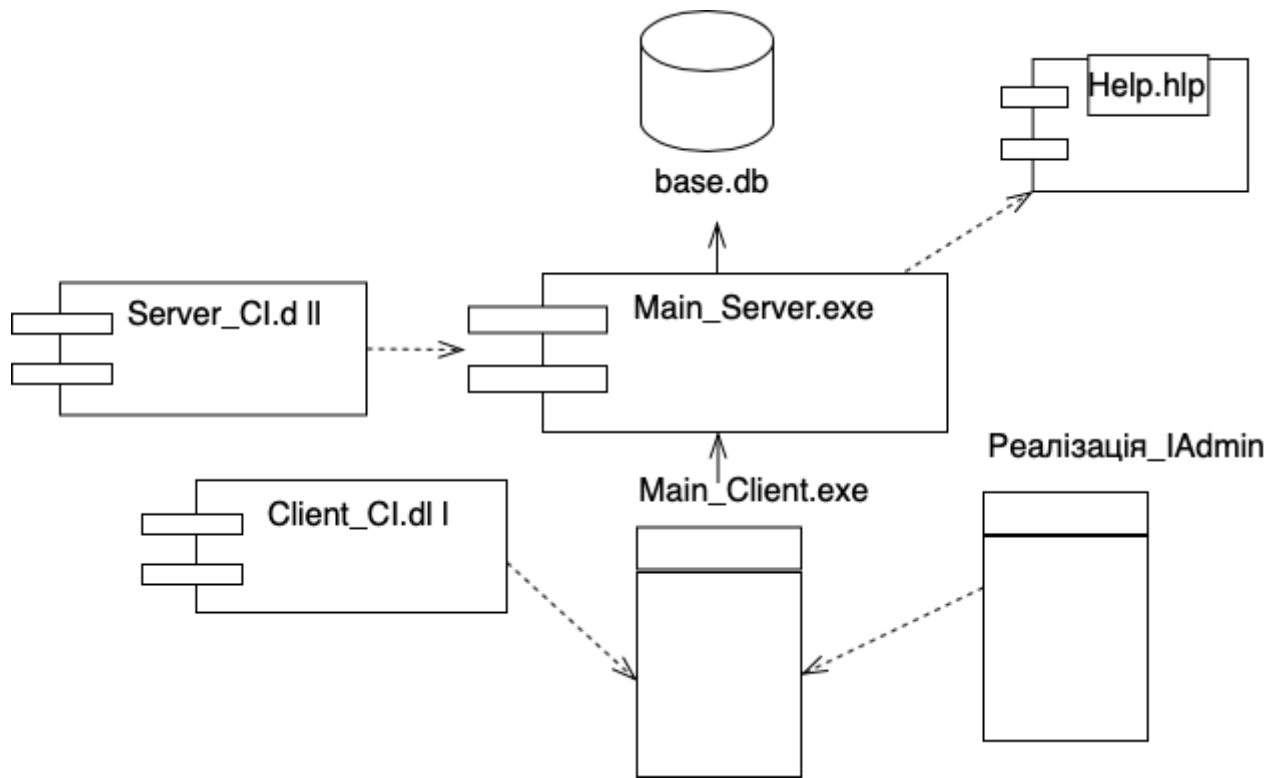 Help.hlp
base.db
Server_CI.d ll
Main_Server.exe
Реалізація_IAdmin
Main_Client.exe
Client_CI.dl l